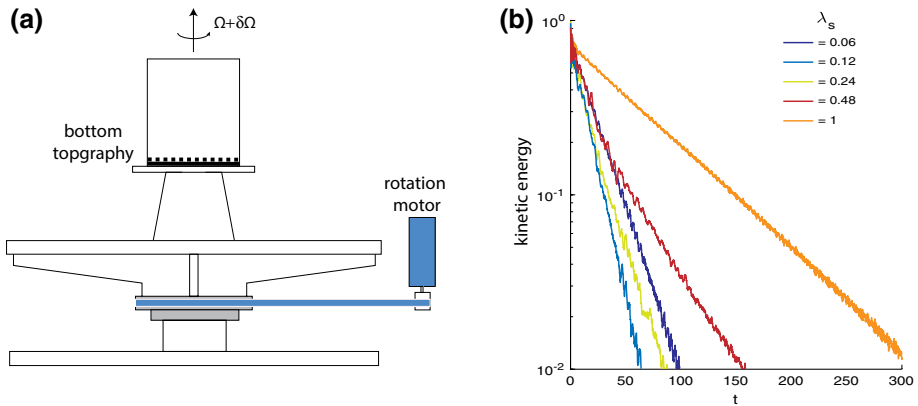 (a)
Ω+δΩ
bottom
topography
rotation
motor
(b)
λs
= 0.06
= 0.12
= 0.24
= 0.48
= 1
kinetic energy
10⁰
10⁻¹
10⁻²
0
50
100
150
200
250
300
t